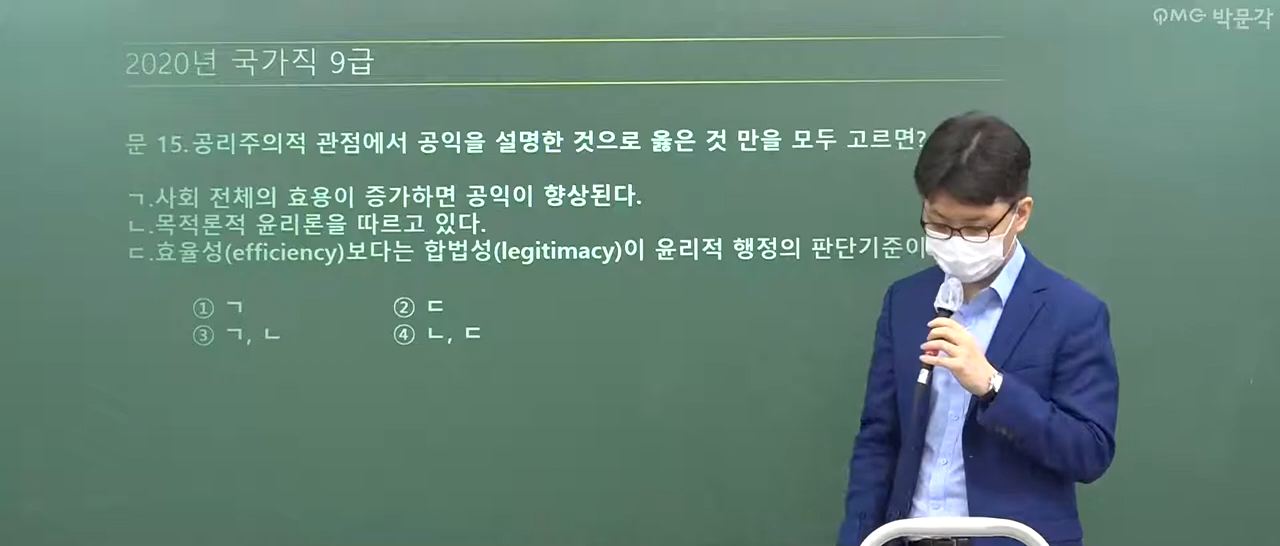 PMG 박문각
2020년 국가직 9급
문 15. 공리주의적 관점에서 공익을 설명한 것으로 옳은 것 만을 모두 고르면?
ㄱ.사회 전체의 효용이 증가하면 공익이 향상된다.
ㄴ.목적론적 윤리론을 따르고 있다.
ㄷ.효율성(efficiency)보다는 합법성(legitimacy)이 윤리적 행정의 판단기준이
① ㄱ ② ㄷ
③ ㄱ, ㄴ ④ ㄴ, ㄷ